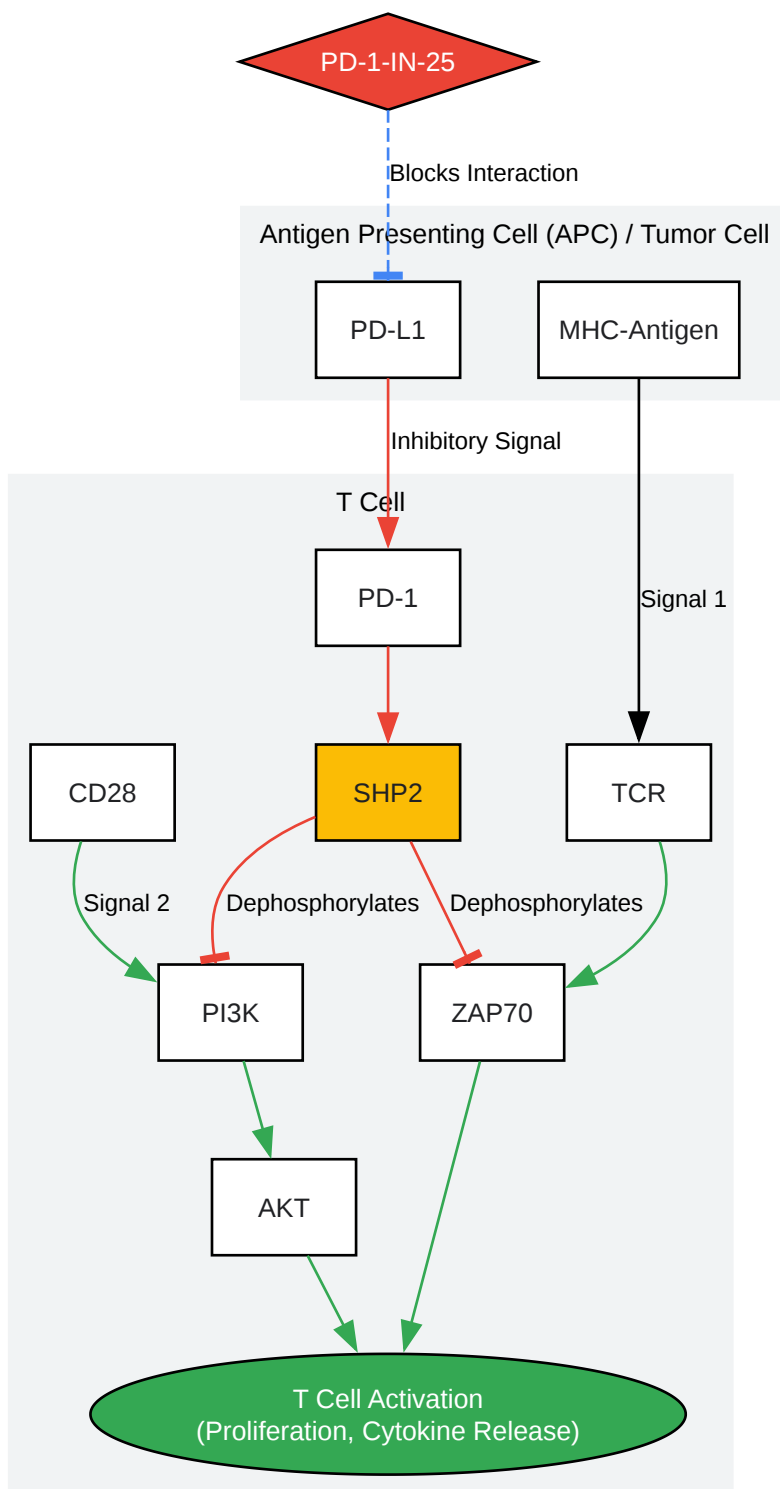 PD-1-IN-25
Blocks Interaction
Antigen Presenting Cell (APC) / Tumor Cell
PD-L1
MHC-Antigen
Inhibitory Signal
T Cell
PD-1
Signal 1
CD28
SHP2
TCR
Signal 2
Dephosphorylates
Dephosphorylates
PI3K
ZAP70
AKT
T Cell Activation
(Proliferation, Cytokine Release)